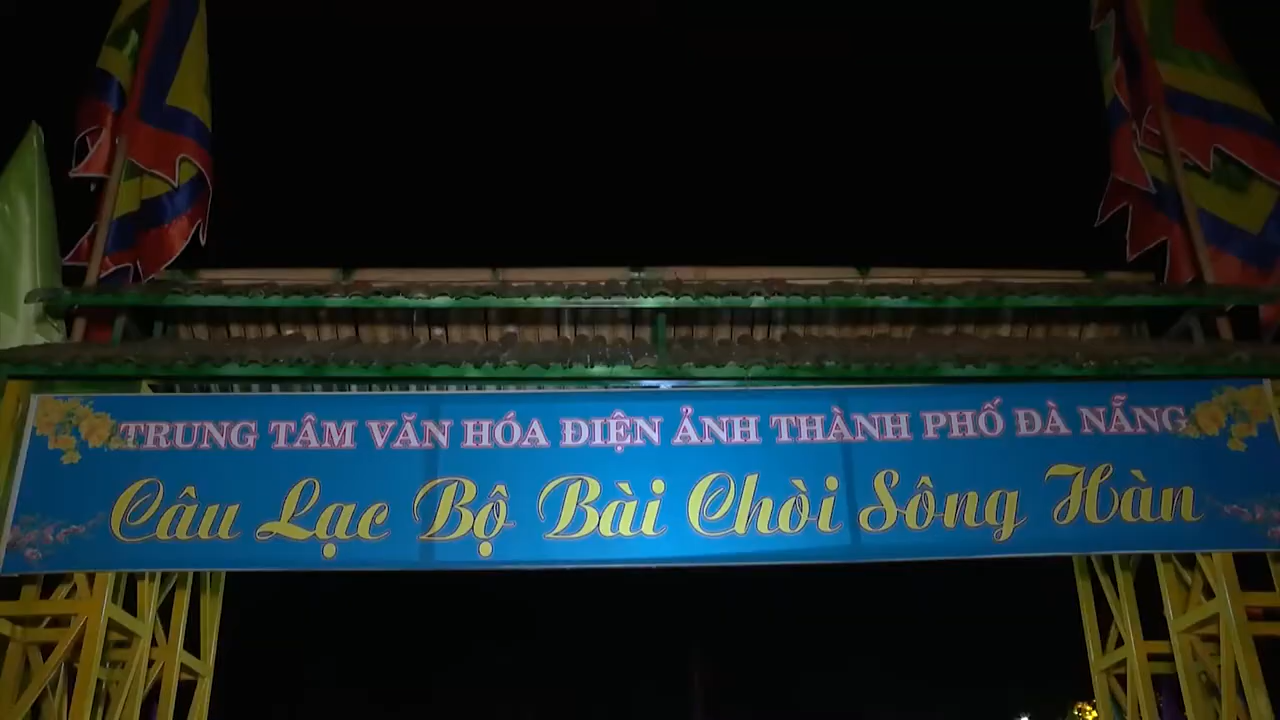 TRUNG TÂM VĂN HÓA ĐIỆN ẢNH THÀNH PHỐ ĐÀ NẴNG
Câu Lạc Bộ Bài Chòi Sông Hàn